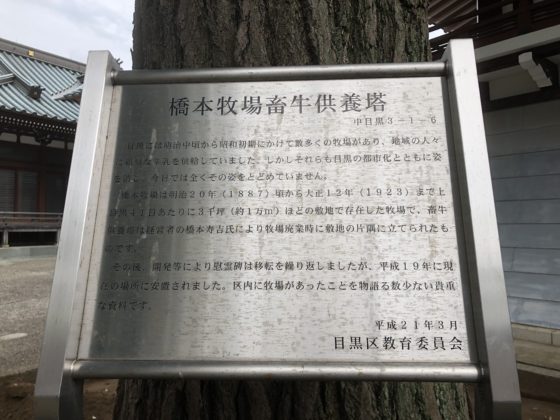 橋本牧場畜牛供養塔
中目黒3-1-6
目黒には明治中頃から昭和初期にかけて数多くの牧場があり、地域の人々
に新鮮な牛乳を供給していました。しかしそれらも目黒の都市化とともに姿
を消し、今日では全くその姿をとどめていません。
橋本牧場は明治20年(1887)頃から大正12年(1923)まで上
目黒4丁目あたりに3千坪(約1万㎡)ほどの敷地で存在した牧場で、畜牛
供養塔は経営者の橋本寿吉氏により牧場廃業時に敷地の片隅に立てられたも
のです。
その後、開発等により慰霊碑は移転を繰り返しましたが、平成19年に現
在の場所に安置されました。区内に牧場があったことを物語る数少ない貴重
な資料です。
平成21年3月
目黒区教育委員会